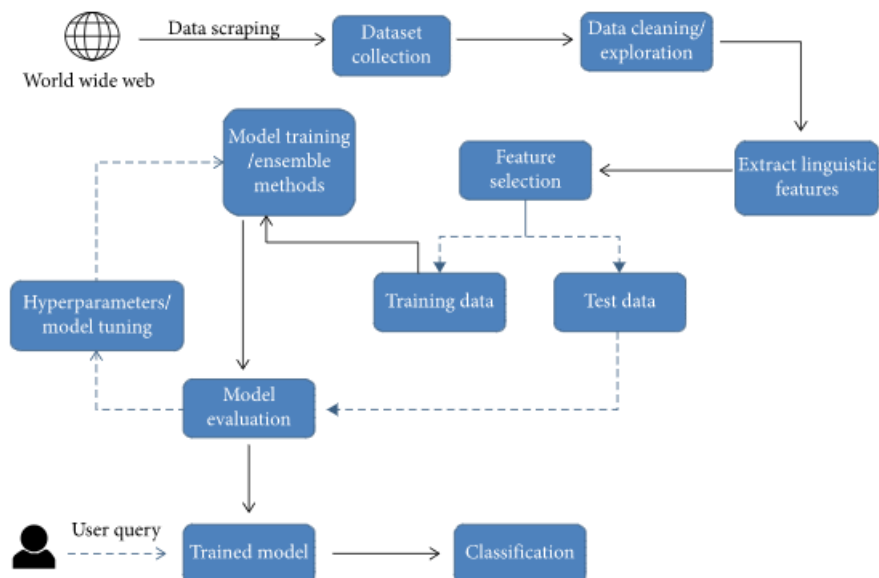 Data scraping
World wide web
Dataset
collection
Data cleaning/
exploration
Model training
/ensemble
methods
Feature
selection
Extract linguistic
features
Hyperparameters/
model tuning
Training data
Test data
Model
evaluation
User query
Trained model
Classification